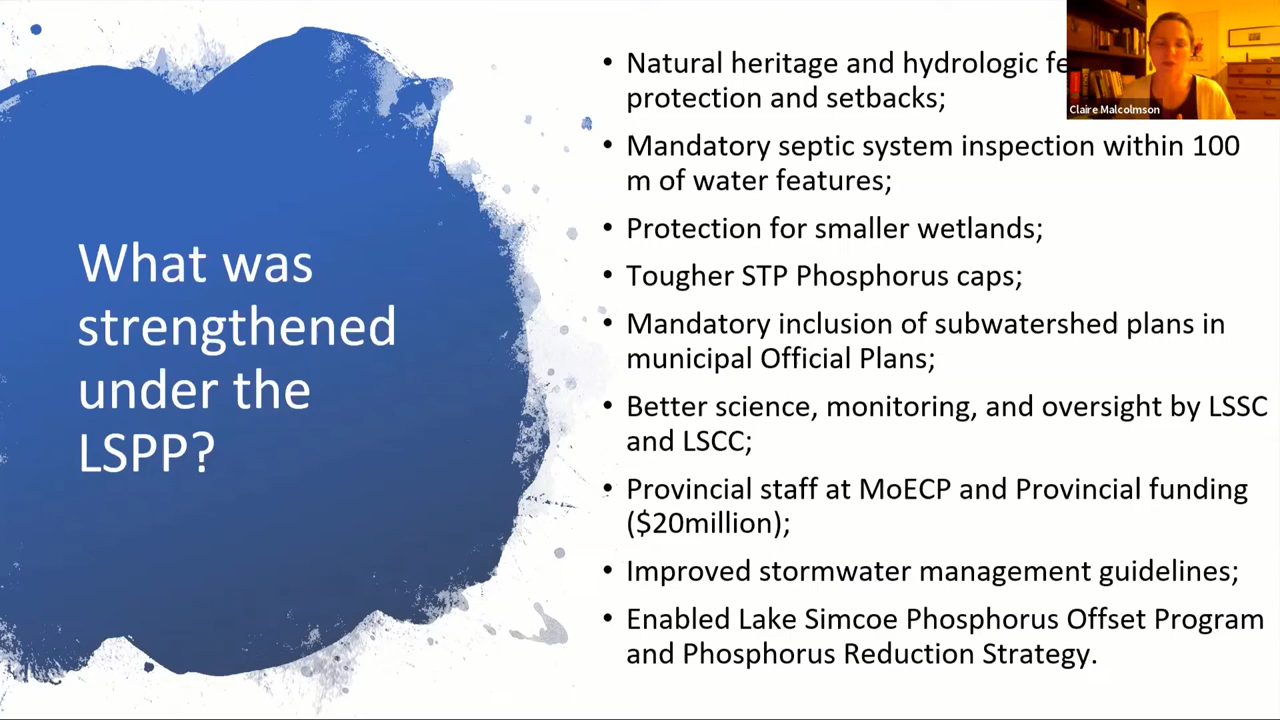 What was
strengthened
under the
LSPP?
• Natural heritage and hydrologic
protection and setbacks;
• Mandatory septic system inspection within 100
m of water features;
• Protection for smaller wetlands;
• Tougher STP Phosphorus caps;
• Mandatory inclusion of subwatershed plans in
municipal Official Plans;
• Better science, monitoring, and oversight by LSSC
and LSCC;
• Provincial staff at MoECP and Provincial funding
($20million);
• Improved stormwater management guidelines;
• Enabled Lake Simcoe Phosphorus Offset Program
and Phosphorus Reduction Strategy.
Claire Malcolmson